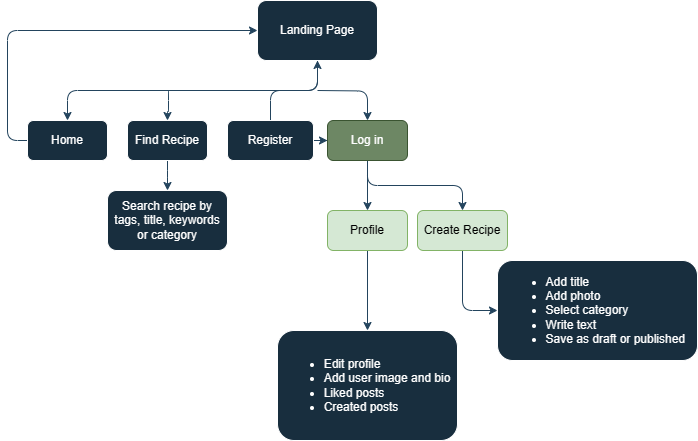 Landing Page
Home
Find Recipe
Register
Log in
Search recipe by
tags, title, keywords
or category
Profile
Create Recipe
• Add title
• Add photo
• Select category
• Write text
• Save as draft or published
• Edit profile
• Add user image and bio
• Liked posts
• Created posts